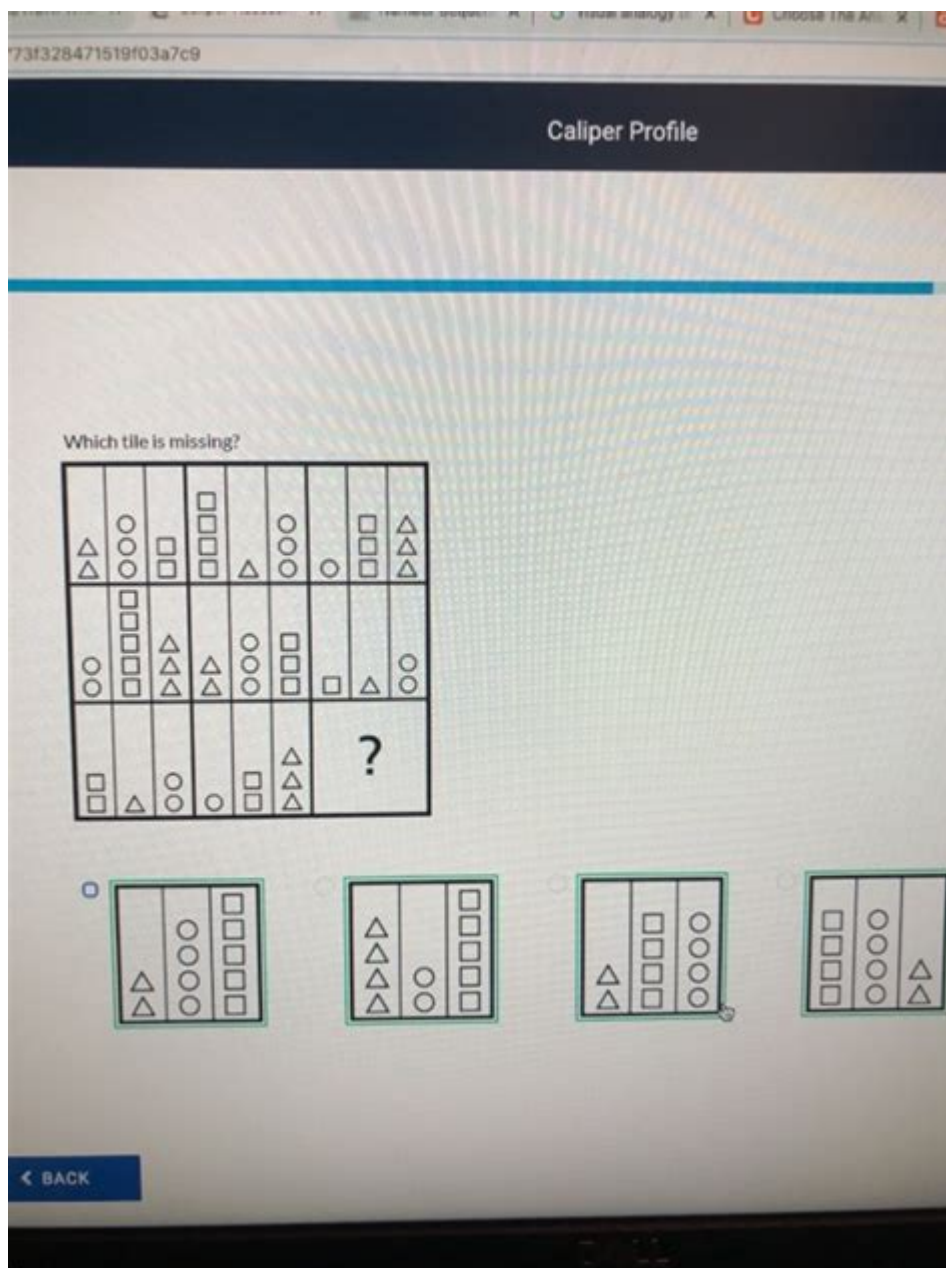 73f328471519f03a7c9
Caliper Profile
Which tile is missing?
?
< BACK